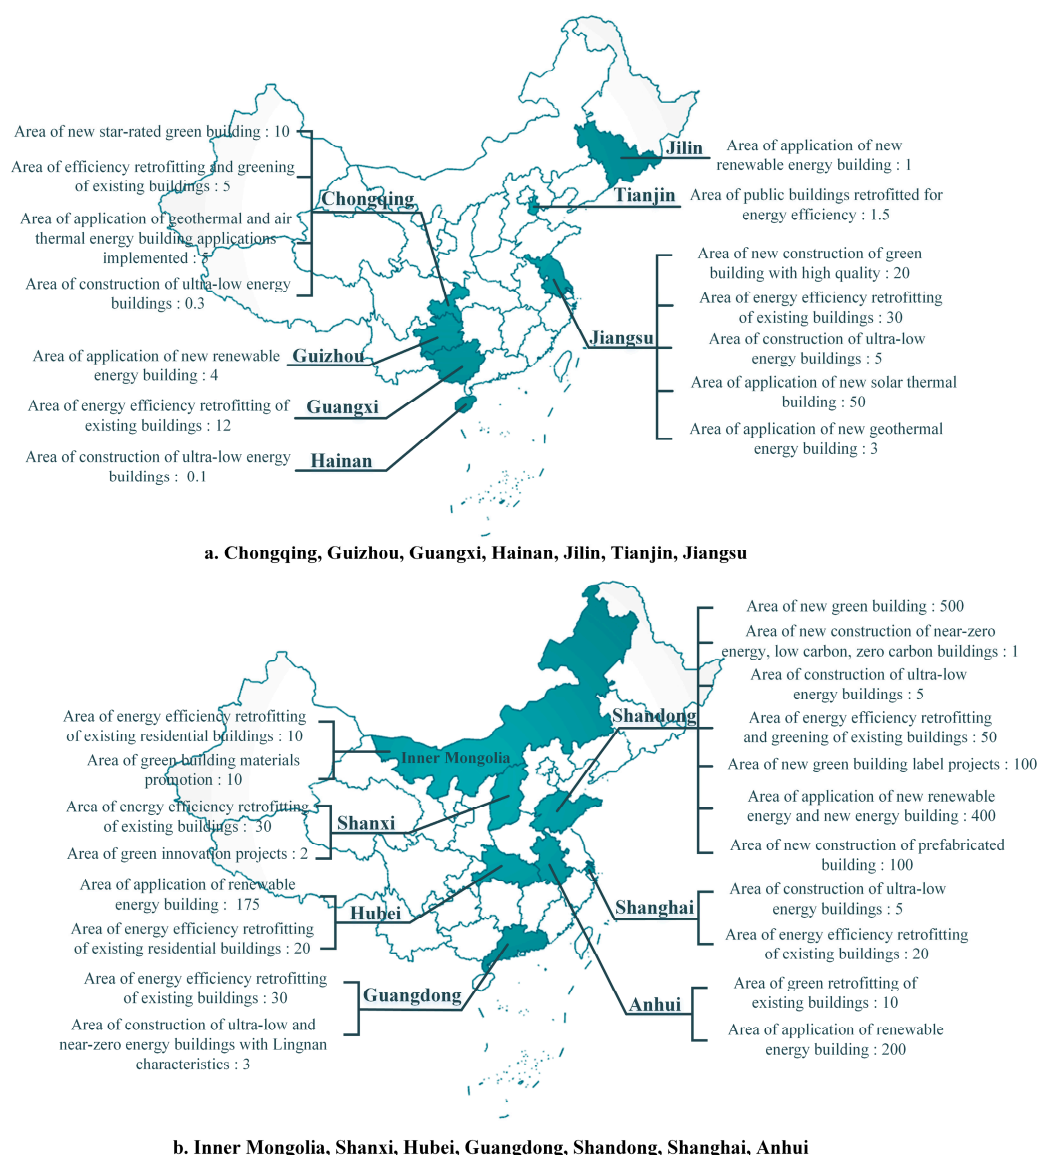 Area of new star-rated green building : 10
Area of efficiency retrofitting and greening
of existing buildings : 5
Chongqing
Area of application of geothermal and air
thermal energy building applications
implemented : 5
Area of construction of ultra-low energy
buildings : 0.3
Area of application of new renewable
energy building : 4
Guizhou
Area of energy efficiency retrofitting of
existing buildings : 12
Guangxi
Area of construction of ultra-low energy
buildings : 0.1
Hainan
Jilin
Area of application of new
renewable energy building : 1
Tianjin
Area of public buildings retrofitted for
energy efficiency : 1.5
Jiangsu
Area of new construction of green
building with high quality : 20
Area of energy efficiency retrofitting
of existing buildings : 30
Area of construction of ultra-low
energy buildings : 5
Area of application of new solar thermal
building : 50
Area of application of new geothermal
energy building : 3
a. Chongqing, Guizhou, Guangxi, Hainan, Jilin, Tianjin, Jiangsu
Area of energy efficiency retrofitting
of existing residential buildings : 10
Area of green building materials
promotion : 10
Inner Mongolia
Area of energy efficiency retrofitting
of existing buildings : 30
Shanxi
Area of green innovation projects : 2
Area of application of renewable
energy building : 175
Hubei
Area of energy efficiency retrofitting
of existing residential buildings : 20
Area of energy efficiency retrofitting
of existing buildings : 30
Guangdong
Area of construction of ultra-low and
near-zero energy buildings with Lingnan
characteristics : 3
Area of new green building : 500
Area of new construction of near-zero
energy, low carbon, zero carbon buildings : 1
Area of construction of ultra-low
energy buildings : 5
Shandong
Area of energy efficiency retrofitting
and greening of existing buildings : 50
Area of new green building label projects : 100
Area of application of new renewable
energy and new energy building : 400
Area of new construction of prefabricated
building : 100
Shanghai
Area of construction of ultra-low
energy buildings : 5
Area of energy efficiency retrofitting
of existing buildings : 20
Anhui
Area of green retrofitting of
existing buildings : 10
Area of application of renewable
energy building : 200
b. Inner Mongolia, Shanxi, Hubei, Guangdong, Shandong, Shanghai, Anhui